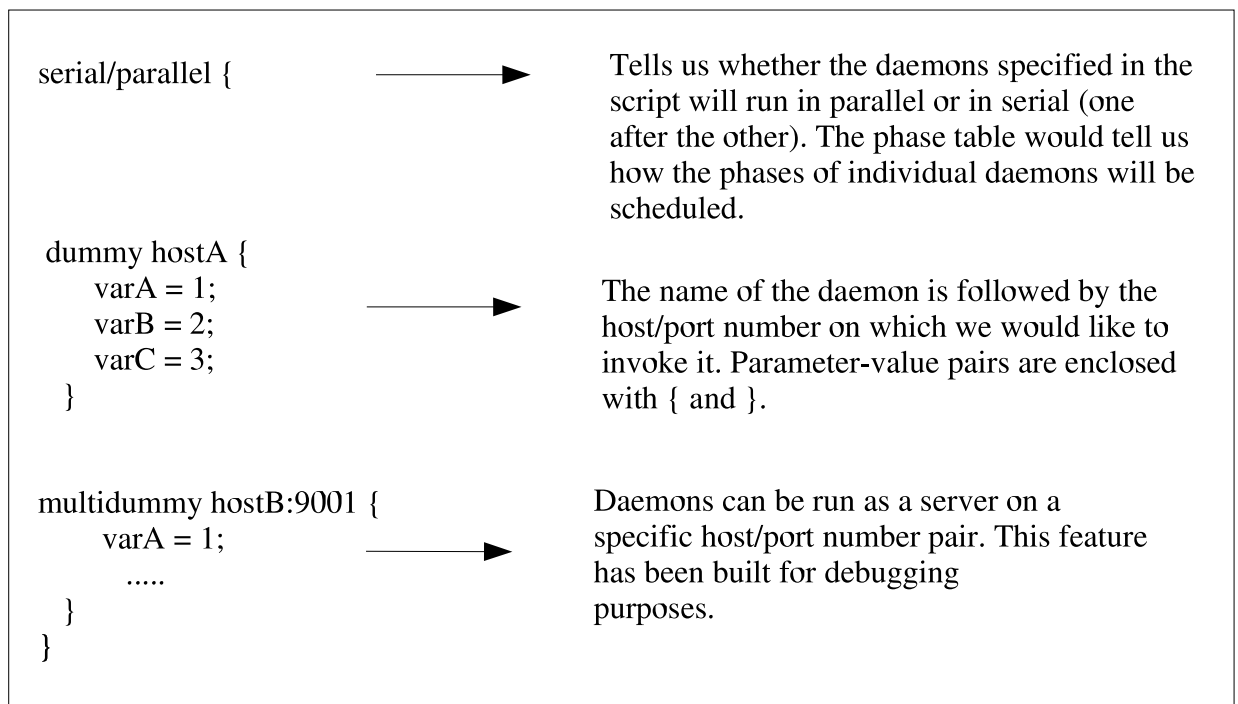 serial/parallel {
Tells us whether the daemons specified in the
script will run in parallel or in serial (one
after the other). The phase table would tell us
how the phases of individual daemons will be
scheduled.
dummy hostA {
varA = 1;
varB = 2;
varC = 3;
}
The name of the daemon is followed by the
host/port number on which we would like to
invoke it. Parameter-value pairs are enclosed
with { and }.
multidummy hostB:9001 {
varA = 1;
.....
}
}
Daemons can be run as a server on a
specific host/port number pair. This feature
has been built for debugging
purposes.